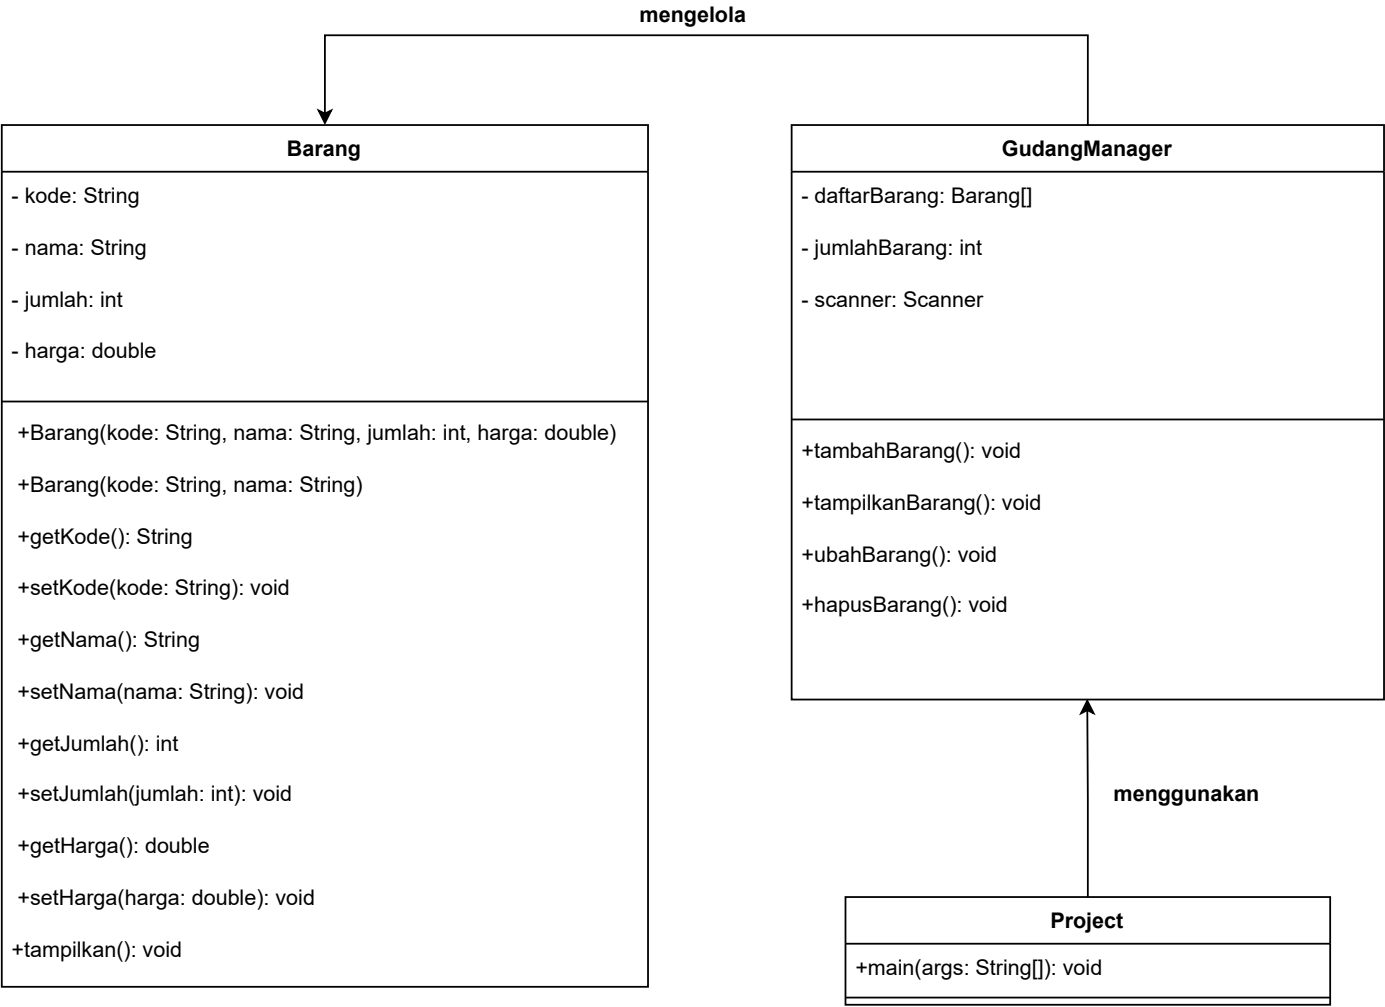 mengelola
Barang
- kode: String
- nama: String
- jumlah: int
- harga: double
+Barang(kode: String, nama: String, jumlah: int, harga: double)
+Barang(kode: String, nama: String)
+getKode(): String
+setKode(kode: String): void
+getNama(): String
+setNama(nama: String): void
+getJumlah(): int
+setJumlah(jumlah: int): void
+getHarga(): double
+setHarga(harga: double): void
+tampilkan(): void
GudangManager
- daftarBarang: Barang[]
- jumlahBarang: int
- scanner: Scanner
+tambahBarang(): void
+tampilkanBarang(): void
+ubahBarang(): void
+hapusBarang(): void
menggunakan
Project
+main(args: String[]): void